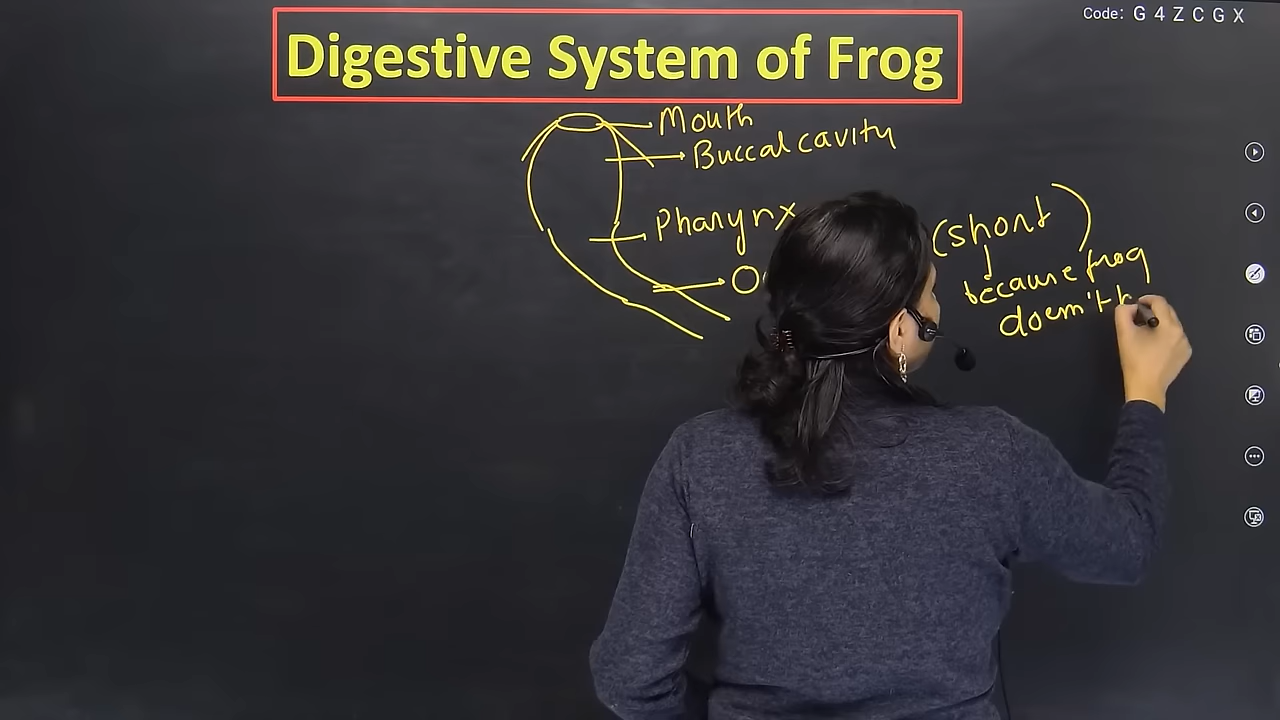 Code: G 4 Z C G X
Digestive System of Frog
Mouth
Buccal cavity
Pharynx
(short)
because frog
doesn't